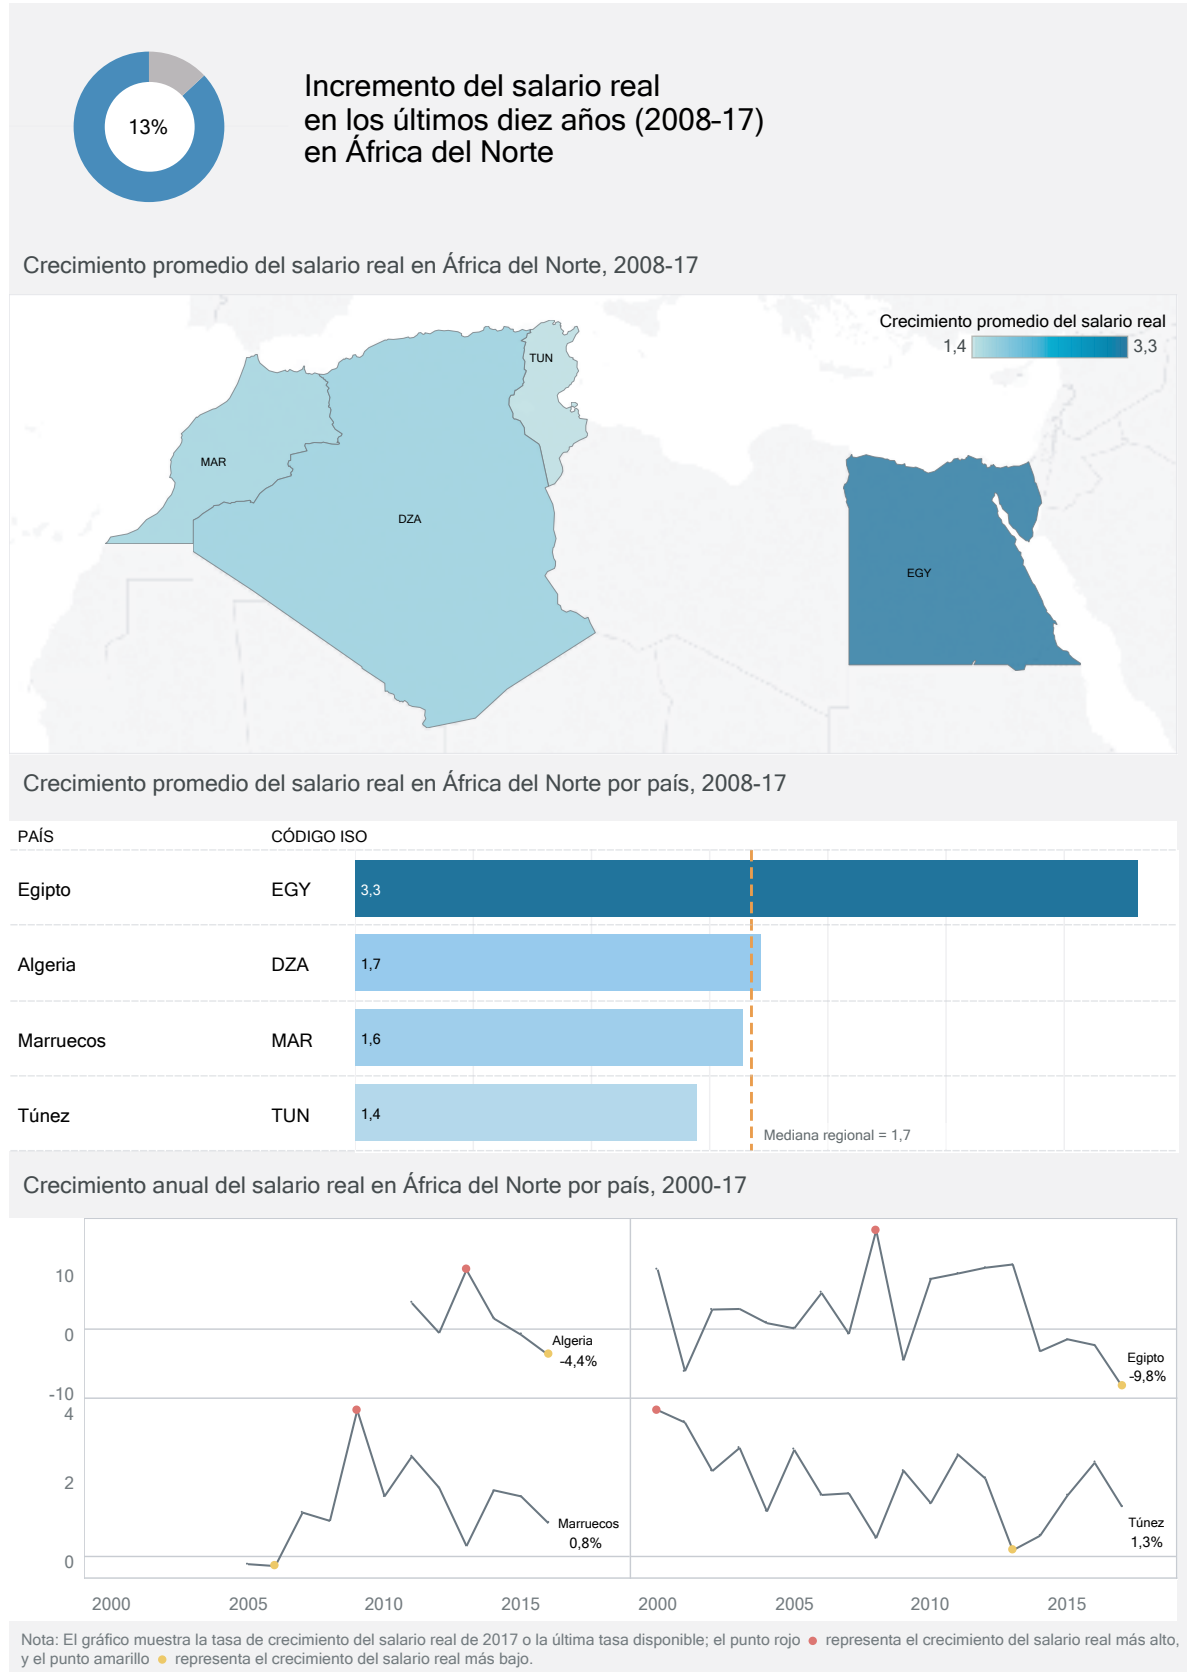 13%
Incremento del salario real
en los últimos diez años (2008-17)
en África del Norte
Crecimiento promedio del salario real en África del Norte, 2008-17
Crecimiento promedio del salario real
1,4
3,3
TUN
MAR
DZA
EGY
Crecimiento promedio del salario real en África del Norte por país, 2008-17
PAÍS CÓDIGO ISO
Egipto EGY 3,3
Algeria DZA 1,7
Marruecos MAR 1,6
Túnez TUN 1,4
Mediana regional = 1,7
Crecimiento anual del salario real en África del Norte por país, 2000-17
10
0
-10
Algeria
-4,4%
Egipto
-9,8%
4
2
0
Marruecos
0,8%
Túnez
1,3%
2000 2005 2010 2015 2000 2005 2010 2015
Nota: El gráfico muestra la tasa de crecimiento del salario real de 2017 o la última tasa disponible; el punto rojo ● representa el crecimiento del salario real más alto,
y el punto amarillo ● representa el crecimiento del salario real más bajo.